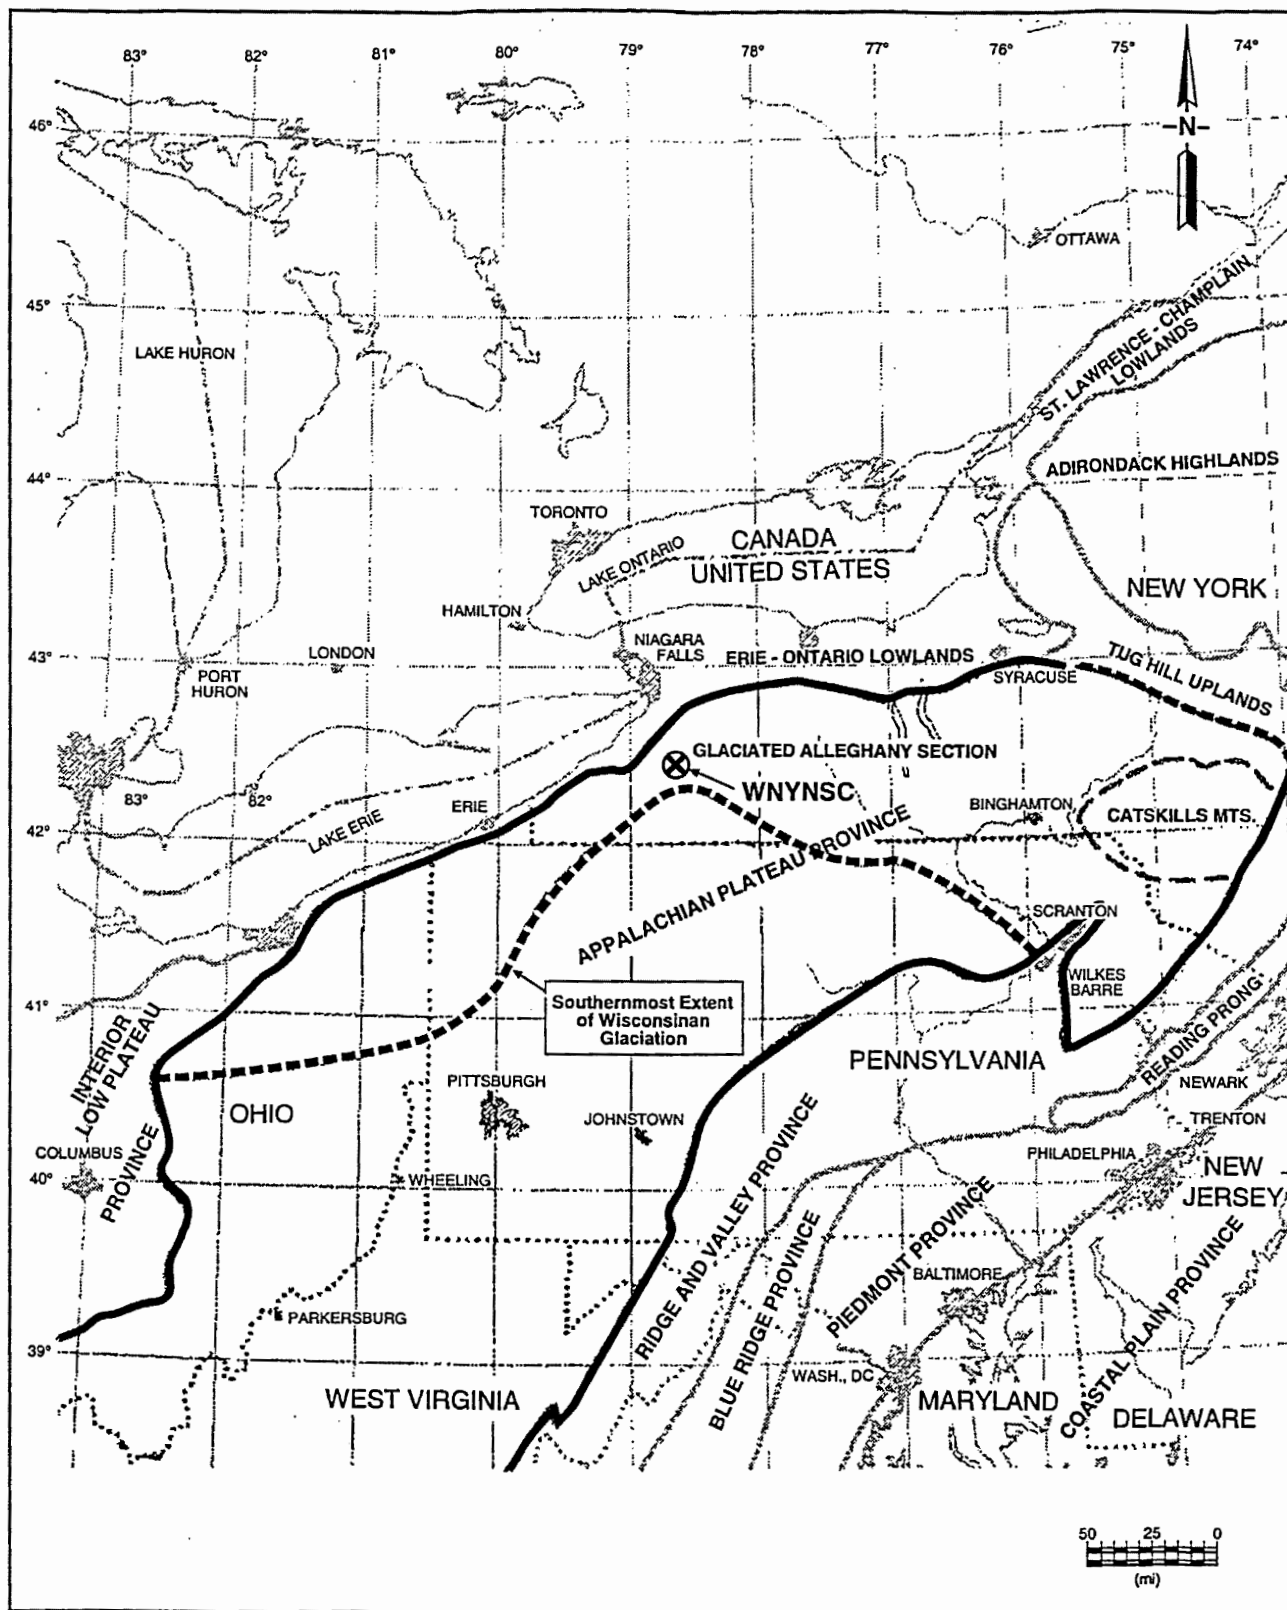 83°
82°
81°
80°
79°
78°
77°
76°
75°
74°
46°
N
OTTAWA
45°
LAKE HURON
ST. LAWRENCE - CHAMPLAIN
LOWLANDS
44°
ADIRONDACK HIGHLANDS
TORONTO
LAKE ONTARIO
CANADA
UNITED STATES
NEW YORK
HAMILTON
43°
PORT
HURON
LONDON
NIAGARA
FALLS
ERIE - ONTARIO LOWLANDS
SYRACUSE
TUG HILL UPLANDS
GLACIATED ALLEGHANY SECTION
WNYNSC
83°
82°
ERIE
BINGHAMTON
CATSKILLS MTS.
42°
LAKE ERIE
APPALACHIAN PLATEAU PROVINCE
SCRANTON
WILKES
BARRE
41°
Southernmost Extent
of Wisconsinan
Glaciation
INTERIOR
LOW PLATEAU
PROVINCE
PENNSYLVANIA
READING PRONG
NEWARK
OHIO
PITTSBURGH
JOHNSTOWN
TRENTON
COLUMBUS
PHILADELPHIA
40°
WHEELING
NEW
JERSEY
RIDGE AND VALLEY PROVINCE
BLUE RIDGE PROVINCE
PIEDMONT PROVINCE
BALTIMORE
COASTAL PLAIN PROVINCE
PARKERSBURG
39°
WASH., DC
WEST VIRGINIA
MARYLAND
DELAWARE
50
25
0
(mi)